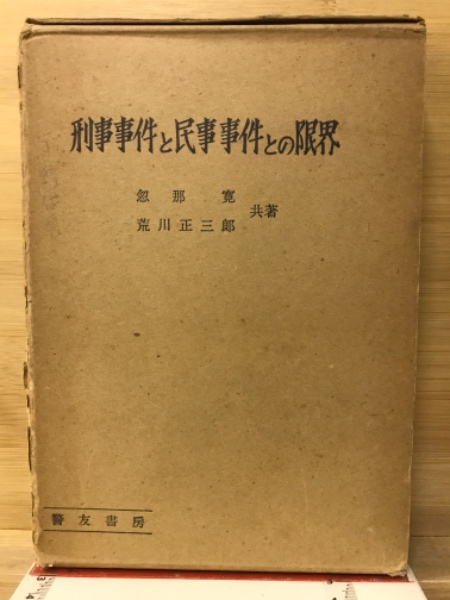 刑事事件と民事事件との限界
忽那寛
荒川正三郎
共著
警友書房